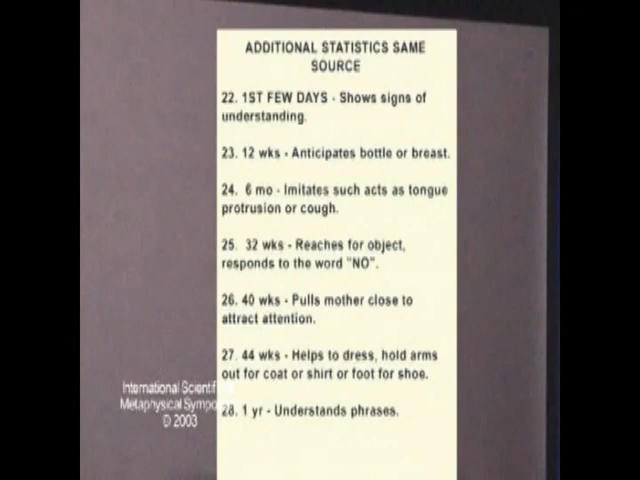 ADDITIONAL STATISTICS SAME
SOURCE
22. 1ST FEW DAYS - Shows signs of
understanding.
23. 12 wks - Anticipates bottle or breast.
24. 6 mo - Imitates such acts as tongue
protrusion or cough.
25. 32 wks - Reaches for object,
responds to the word "NO".
26. 40 wks - Pulls mother close to
attract attention.
27. 44 wks - Helps to dress, hold arms
out for coat or shirt or foot for shoe.
28. 1 yr - Understands phrases.
International
Metaphysical
© 2003